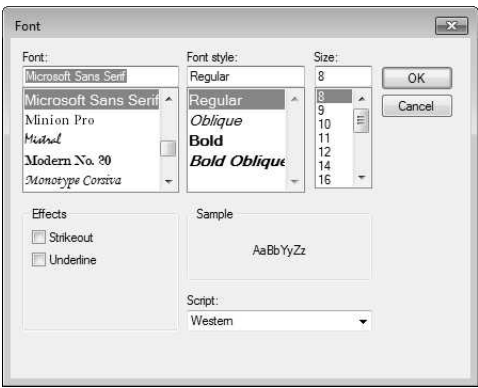 Font
Font:
Font style:
Size:
Microsoft Sans Serif
Regular
8
OK
Cancel
Microsoft Sans Serif
Minion Pro
Mistral
Modern No. 20
Monotype Corsiva
Regular
Oblique
Bold
Bold Oblique
8
9
10
11
12
14
16
Effects
Strikeout
Underline
Sample
AaBbYyZz
Script:
Western